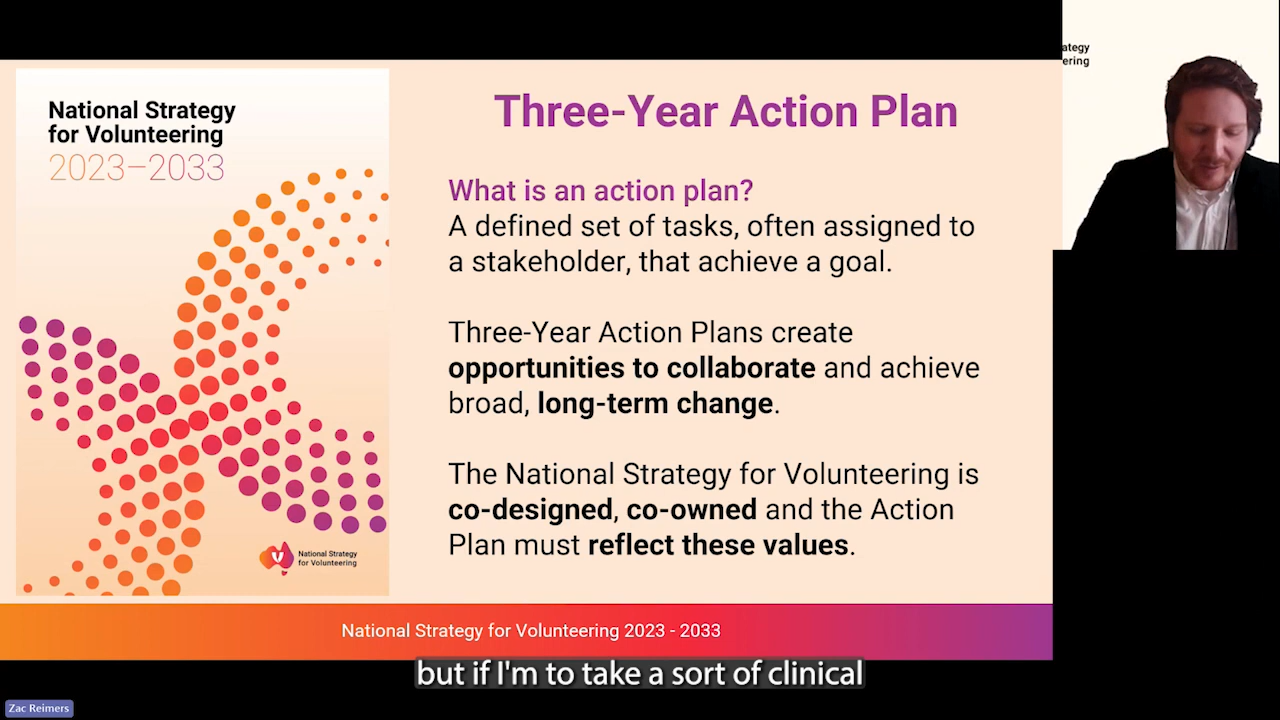 National Strategy
for Volunteering
2023–2033
National Strategy
for Volunteering
Three-Year Action Plan
What is an action plan?
A defined set of tasks, often assigned to
a stakeholder, that achieve a goal.
Three-Year Action Plans create
opportunities to collaborate and achieve
broad, long-term change.
The National Strategy for Volunteering is
co-designed, co-owned and the Action
Plan must reflect these values.
National Strategy for Volunteering 2023 - 2033
ategy
ering
but if I'm to take a sort of clinical
Zac Reimers